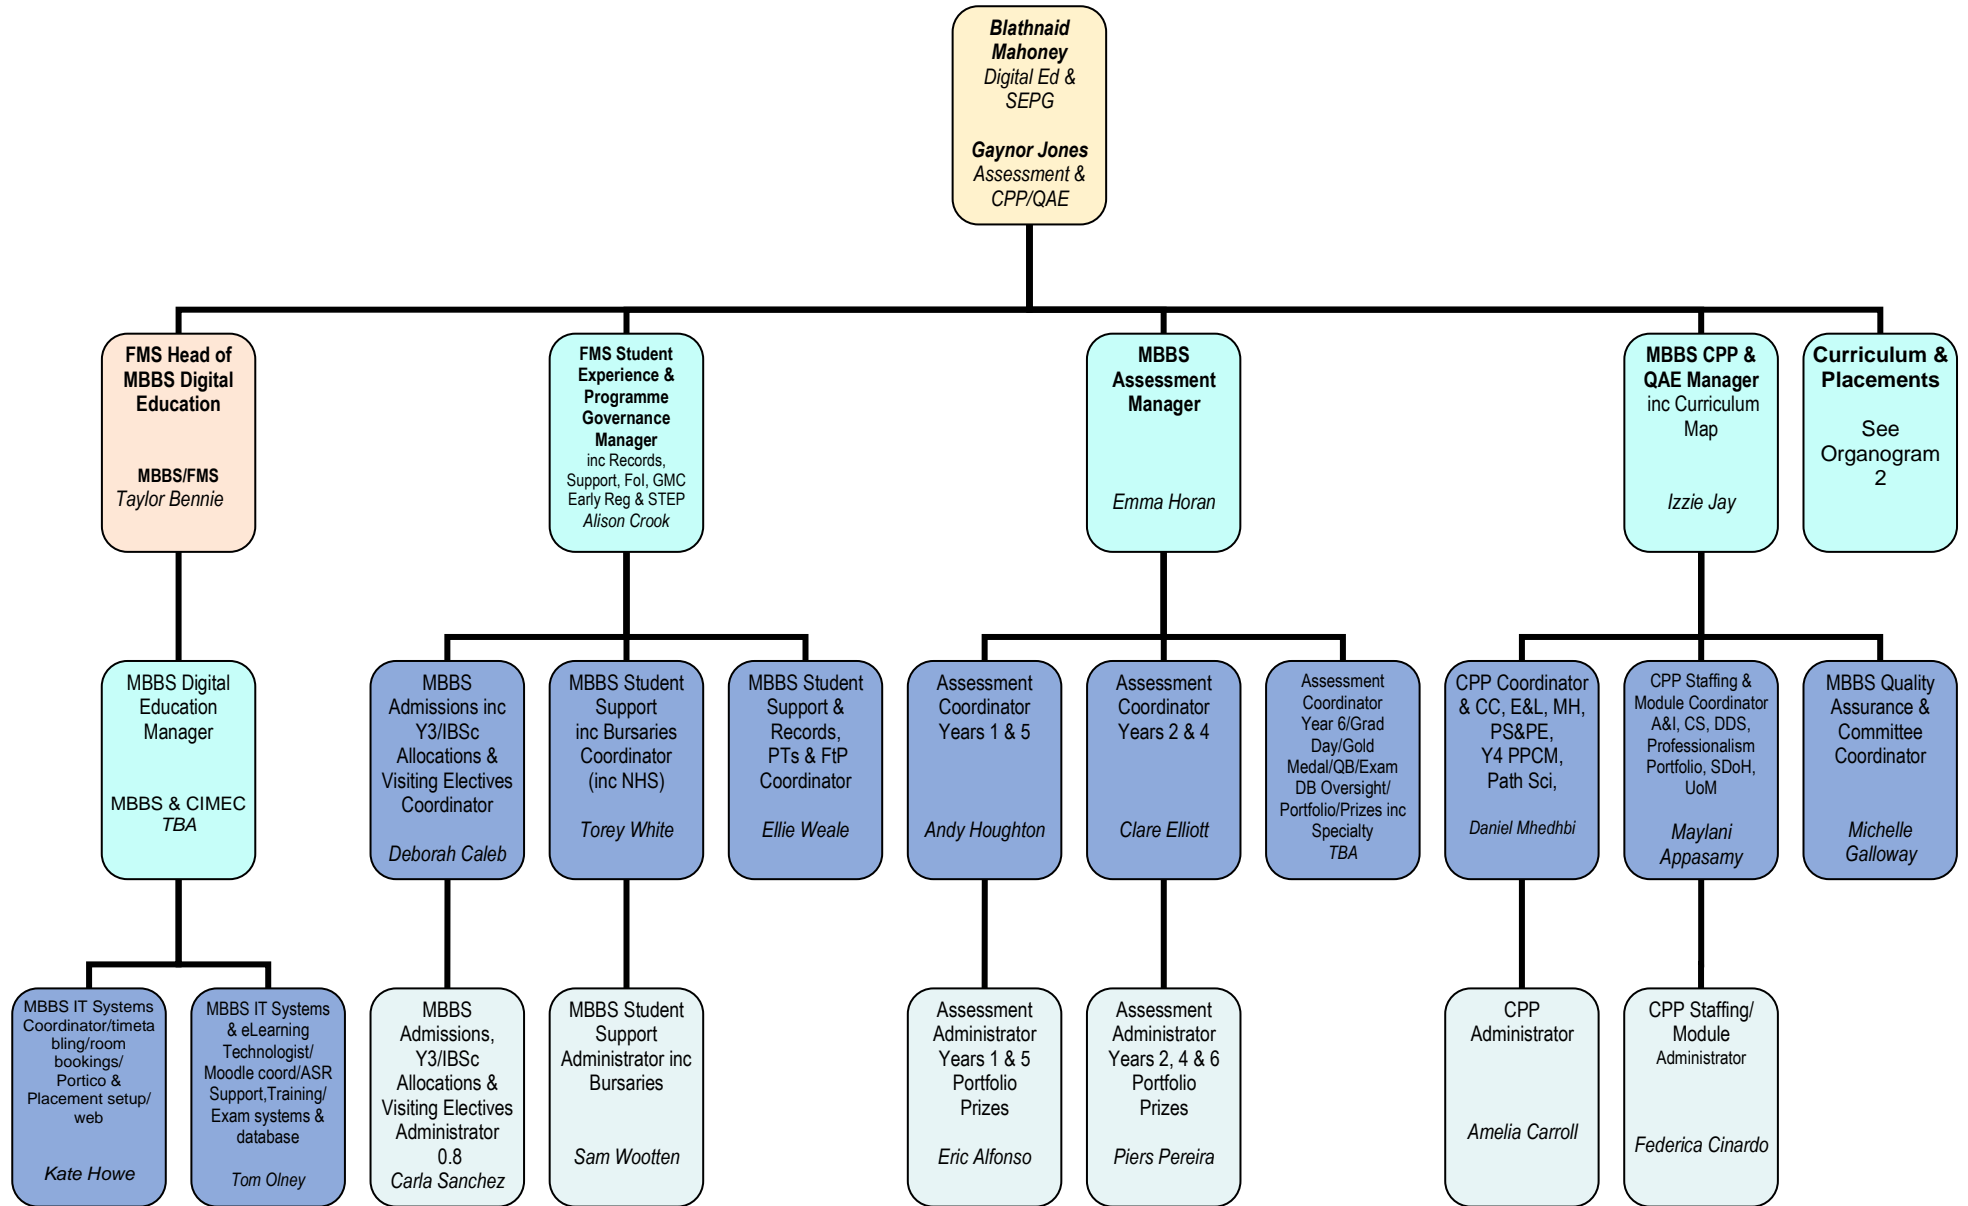 Blathnaid
Mahoney
Digital Ed &
SEPG
Gaynor Jones
Assessment &
CPP/QAE
FMS Head of
MBBS Digital
Education
MBBS/FMS
Taylor Bennie
FMS Student
Experience &
Programme
Governance
Manager
inc Records,
Support, FoI, GMC
Early Reg & STEP
Alison Crook
MBBS
Assessment
Manager
Emma Horan
MBBS CPP &
QAE Manager
inc Curriculum
Map
Izzie Jay
Curriculum &
Placements
See
Organogram
2
MBBS Digital
Education
Manager
MBBS & CIMEC
TBA
MBBS
Admissions inc
Y3/IBSc
Allocations &
Visiting Electives
Coordinator
Deborah Caleb
MBBS Student
Support
inc Bursaries
Coordinator
(inc NHS)
Torey White
MBBS Student
Support &
Records,
PTs & FtP
Coordinator
Ellie Weale
Assessment
Coordinator
Years 1 & 5
Andy Houghton
Assessment
Coordinator
Years 2 & 4
Clare Elliott
Assessment
Coordinator
Year 6/Grad
Day/Gold
Medal/QB/Exam
DB Oversight/
Portfolio/Prizes inc
Specialty
TBA
CPP Coordinator
& CC, E&L, MH,
PS&PE,
Y4 PPCM,
Path Sci,
Daniel Mhedhbi
CPP Staffing &
Module Coordinator
A&I, CS, DDS,
Professionalism
Portfolio, SDoH,
UoM
Maylani
Appasamy
MBBS Quality
Assurance &
Committee
Coordinator
Michelle
Galloway
MBBS IT Systems
Coordinator/timeta
bling/room
bookings/
Portico &
Placement setup/
web
Kate Howe
MBBS IT Systems
& eLearning
Technologist/
Moodle coord/ASR
Support,Training/
Exam systems &
database
Tom Olney
MBBS
Admissions,
Y3/IBSc
Allocations &
Visiting Electives
Administrator
0.8
Carla Sanchez
MBBS Student
Support
Administrator inc
Bursaries
Sam Wootten
Assessment
Administrator
Years 1 & 5
Portfolio
Prizes
Eric Alfonso
Assessment
Administrator
Years 2, 4 & 6
Portfolio
Prizes
Piers Pereira
CPP
Administrator
Amelia Carroll
CPP Staffing/
Module
Administrator
Federica Cinardo